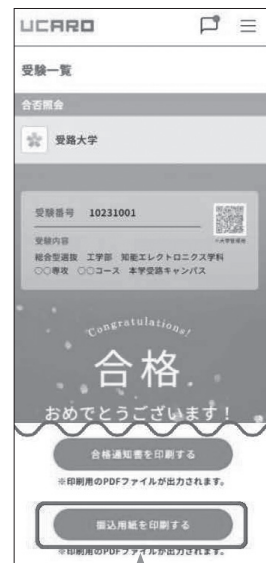 UCARO
受験一覧
合否照会
受路大学
受験番号 10231001
受験内容
総合型選抜 工学部 知能エレクトロニクス学科
○○専攻 ○○コース 本学受路キャンパス
Congratulations!
合格
おめでとうございます！
合格通知書を印刷する
※印刷用のPDFファイルが出力されます。
振込用紙を印刷する
※印刷用のPDFファイルが出力されます。